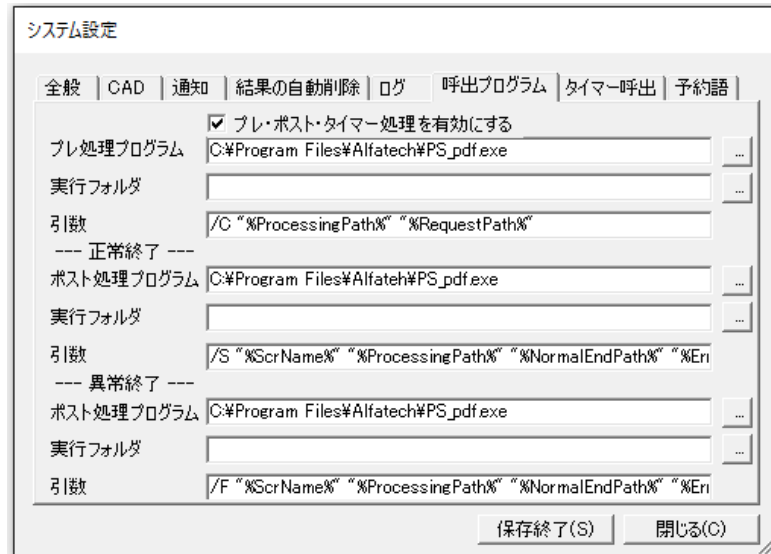 システム設定
全般 CAD 通知 結果の自動削除 ログ 呼出プログラム タイマー呼出 予約語
プレ・ポスト・タイマー処理を有効にする
プレ処理プログラム C:¥Program Files¥Alfatech¥PS_pdf.exe ...
実行フォルダ ...
引数 /C "%ProcessingPath%" "%RequestPath%"
--- 正常終了 ---
ポスト処理プログラム C:¥Program Files¥Alfateh¥PS_pdf.exe ...
実行フォルダ ...
引数 /S "%ScrName%" "%ProcessingPath%" "%NormalEndPath%" "%Err
--- 異常終了 ---
ポスト処理プログラム C:¥Program Files¥Alfatech¥PS_pdf.exe ...
実行フォルダ ...
引数 /F "%ScrName%" "%ProcessingPath%" "%NormalEndPath%" "%Err
保存終了(S) 閉じる(C)